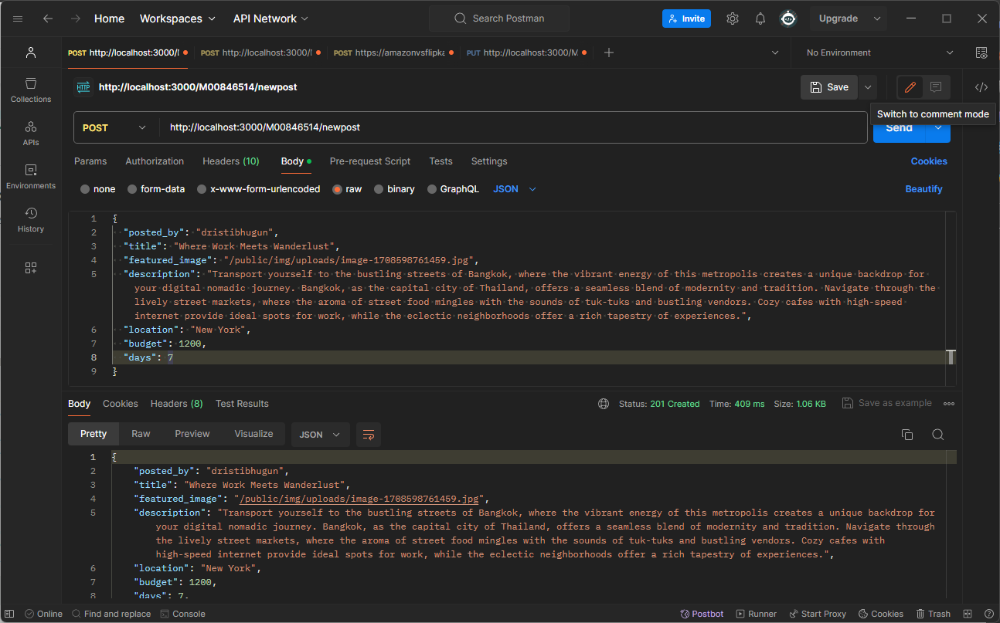 Home Workspaces API Network Search Postman Invite Upgrade
POST http://localhost:3000/ POST http://localhost:3000/ POST https://amazonvsflipka PUT http://localhost:3000/M No Environment
HTTP http://localhost:3000/M00846514/newpost Save
Collections
Switch to comment mode
POST http://localhost:3000/M00846514/newpost Send
APIs
Params Authorization Headers (10) Body Pre-request Script Tests Settings Cookies
Environments
none form-data x-www-form-urlencoded raw binary GraphQL JSON Beautify
History
1 {
2 "posted_by": "dristibhugun",
3 "title": "Where Work Meets Wanderlust",
4 "featured_image": "/public/img/uploads/image-1708598761459.jpg",
5 "description": "Transport yourself to the bustling streets of Bangkok, where the vibrant energy of this metropolis creates a unique backdrop for
your digital nomadic journey. Bangkok, as the capital city of Thailand, offers a seamless blend of modernity and tradition. Navigate through the
lively street markets, where the aroma of street food mingles with the sounds of tuk-tuks and bustling vendors. Cozy cafes with high-speed
internet provide ideal spots for work, while the eclectic neighborhoods offer a rich tapestry of experiences.",
6 "location": "New York",
7 "budget": 1200,
8 "days": 7
9 }
Body Cookies Headers (8) Test Results Status: 201 Created Time: 409 ms Size: 1.06 KB Save as example
Pretty Raw Preview Visualize JSON
1 {
2 "posted_by": "dristibhugun",
3 "title": "Where Work Meets Wanderlust",
4 "featured_image": "/public/img/uploads/image-1708598761459.jpg",
5 "description": "Transport yourself to the bustling streets of Bangkok, where the vibrant energy of this metropolis creates a unique backdrop for
your digital nomadic journey. Bangkok, as the capital city of Thailand, offers a seamless blend of modernity and tradition. Navigate through
the lively street markets, where the aroma of street food mingles with the sounds of tuk-tuks and bustling vendors. Cozy cafes with
high-speed internet provide ideal spots for work, while the eclectic neighborhoods offer a rich tapestry of experiences.",
6 "location": "New York",
7 "budget": 1200,
8 "days": 7,
Online Find and replace Console Postbot Runner Start Proxy Cookies Trash